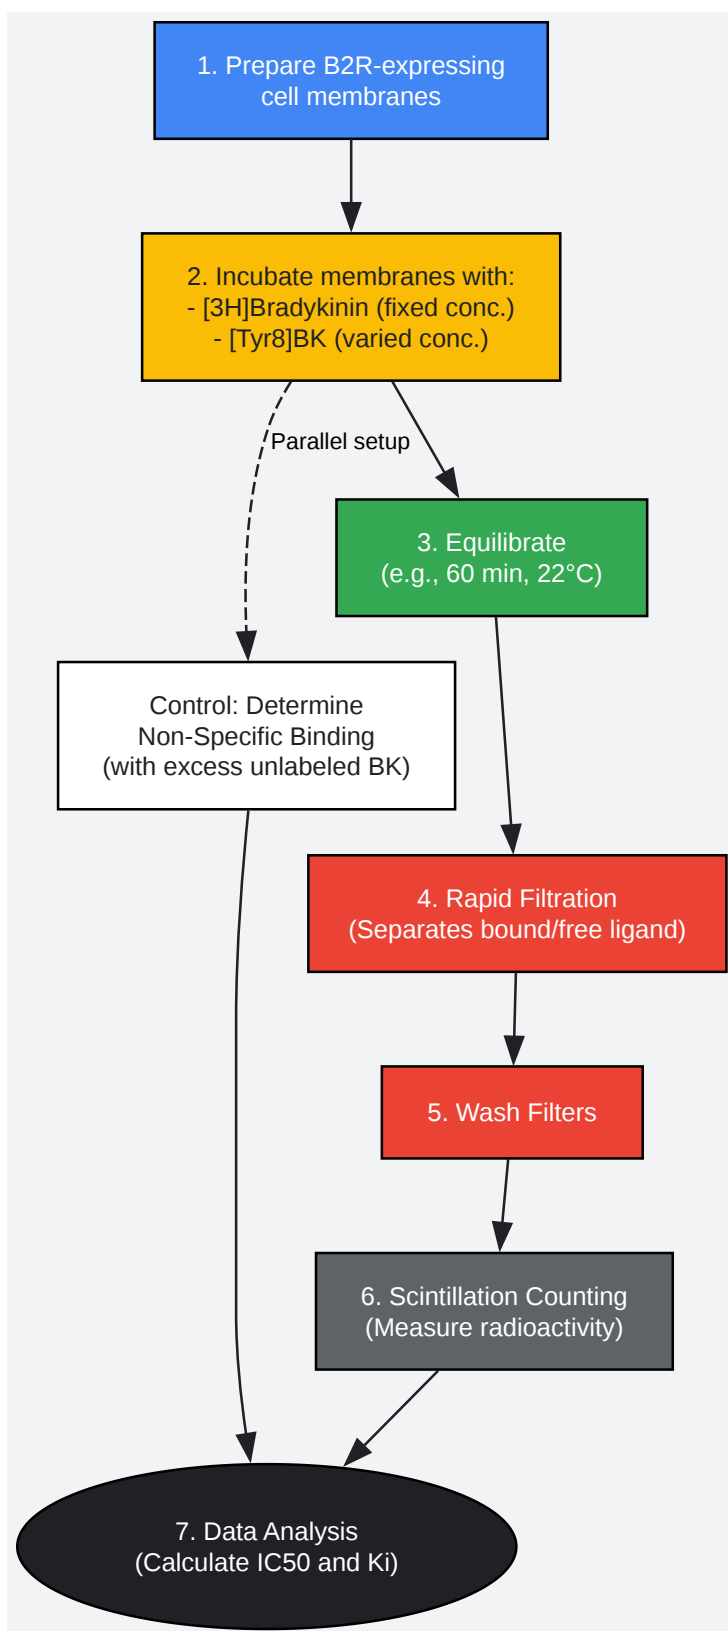 1. Prepare B2R-expressing
cell membranes
2. Incubate membranes with:
- [3H]Bradykinin (fixed conc.)
- [Tyr8]BK (varied conc.)
Parallel setup
3. Equilibrate
(e.g., 60 min, 22°C)
Control: Determine
Non-Specific Binding
(with excess unlabeled BK)
4. Rapid Filtration
(Separates bound/free ligand)
5. Wash Filters
6. Scintillation Counting
(Measure radioactivity)
7. Data Analysis
(Calculate IC50 and Ki)